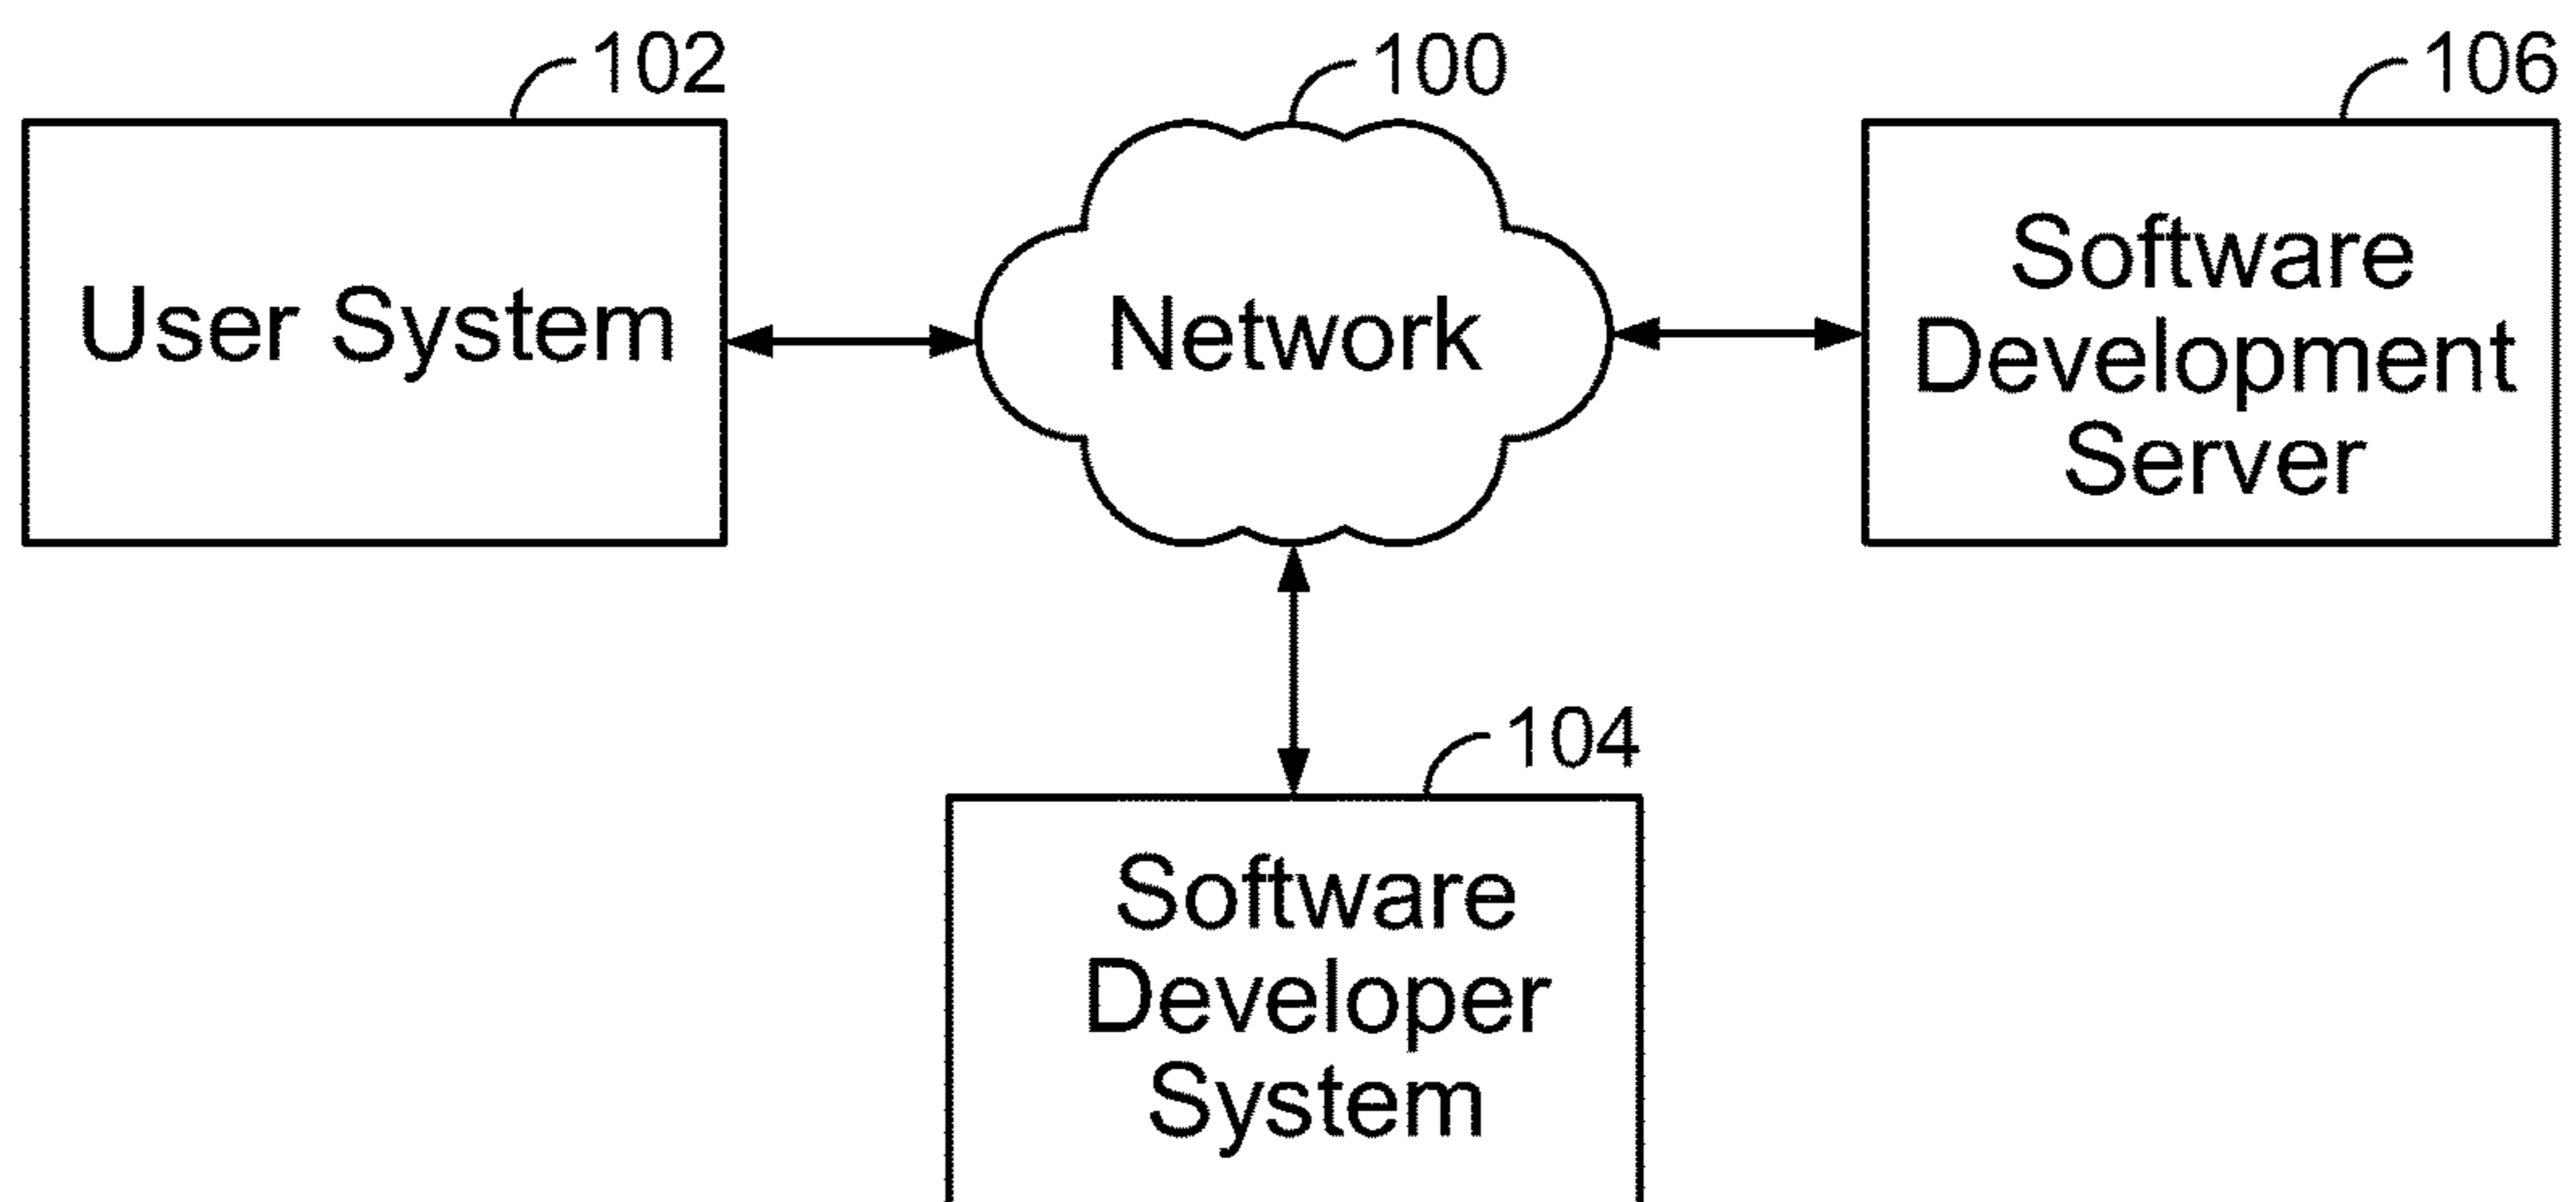 102
100
106
User System
Network
Software
Development
Server
104
Software
Developer
System